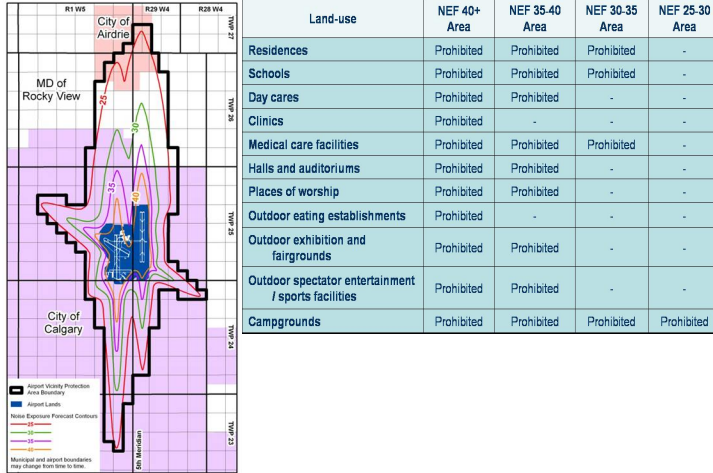 R1 W5
R29 W4
R28 W4
City of
Airdrie
TWP 27
MD of
Rocky View
25
TWP 26
30
35
40
TWP 25
City of
Calgary
TWP 24
TWP 23
5th Meridian
Airport Vicinity Protection
Area Boundary
Airport Lands
Noise Exposure Forecast Contours
25
30
35
40
Municipal and airport boundaries
may change from time to time.
Land-use NEF 40+ Area NEF 35-40 Area NEF 30-35 Area NEF 25-30 Area
Residences Prohibited Prohibited Prohibited -
Schools Prohibited Prohibited Prohibited -
Day cares Prohibited Prohibited - -
Clinics Prohibited - - -
Medical care facilities Prohibited Prohibited Prohibited -
Halls and auditoriums Prohibited Prohibited - -
Places of worship Prohibited Prohibited - -
Outdoor eating establishments Prohibited - - -
Outdoor exhibition and
fairgrounds Prohibited Prohibited - -
Outdoor spectator entertainment
/ sports facilities Prohibited Prohibited - -
Campgrounds Prohibited Prohibited Prohibited Prohibited